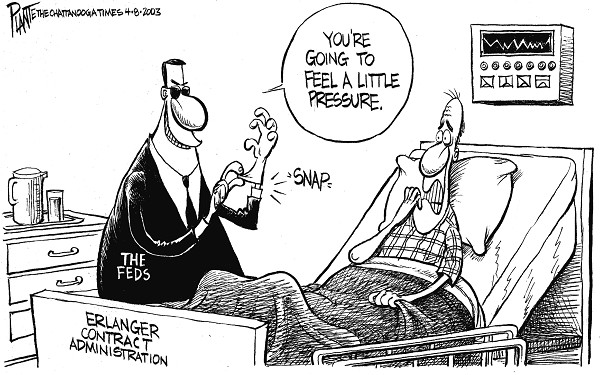 PLANTE THE CHATTANOOGA TIMES 4-8-2003
YOU'RE
GOING TO
FEEL A LITTLE
PRESSURE.
SNAP
THE
FEDS
ERLANGER
CONTRACT
ADMINISTRATION